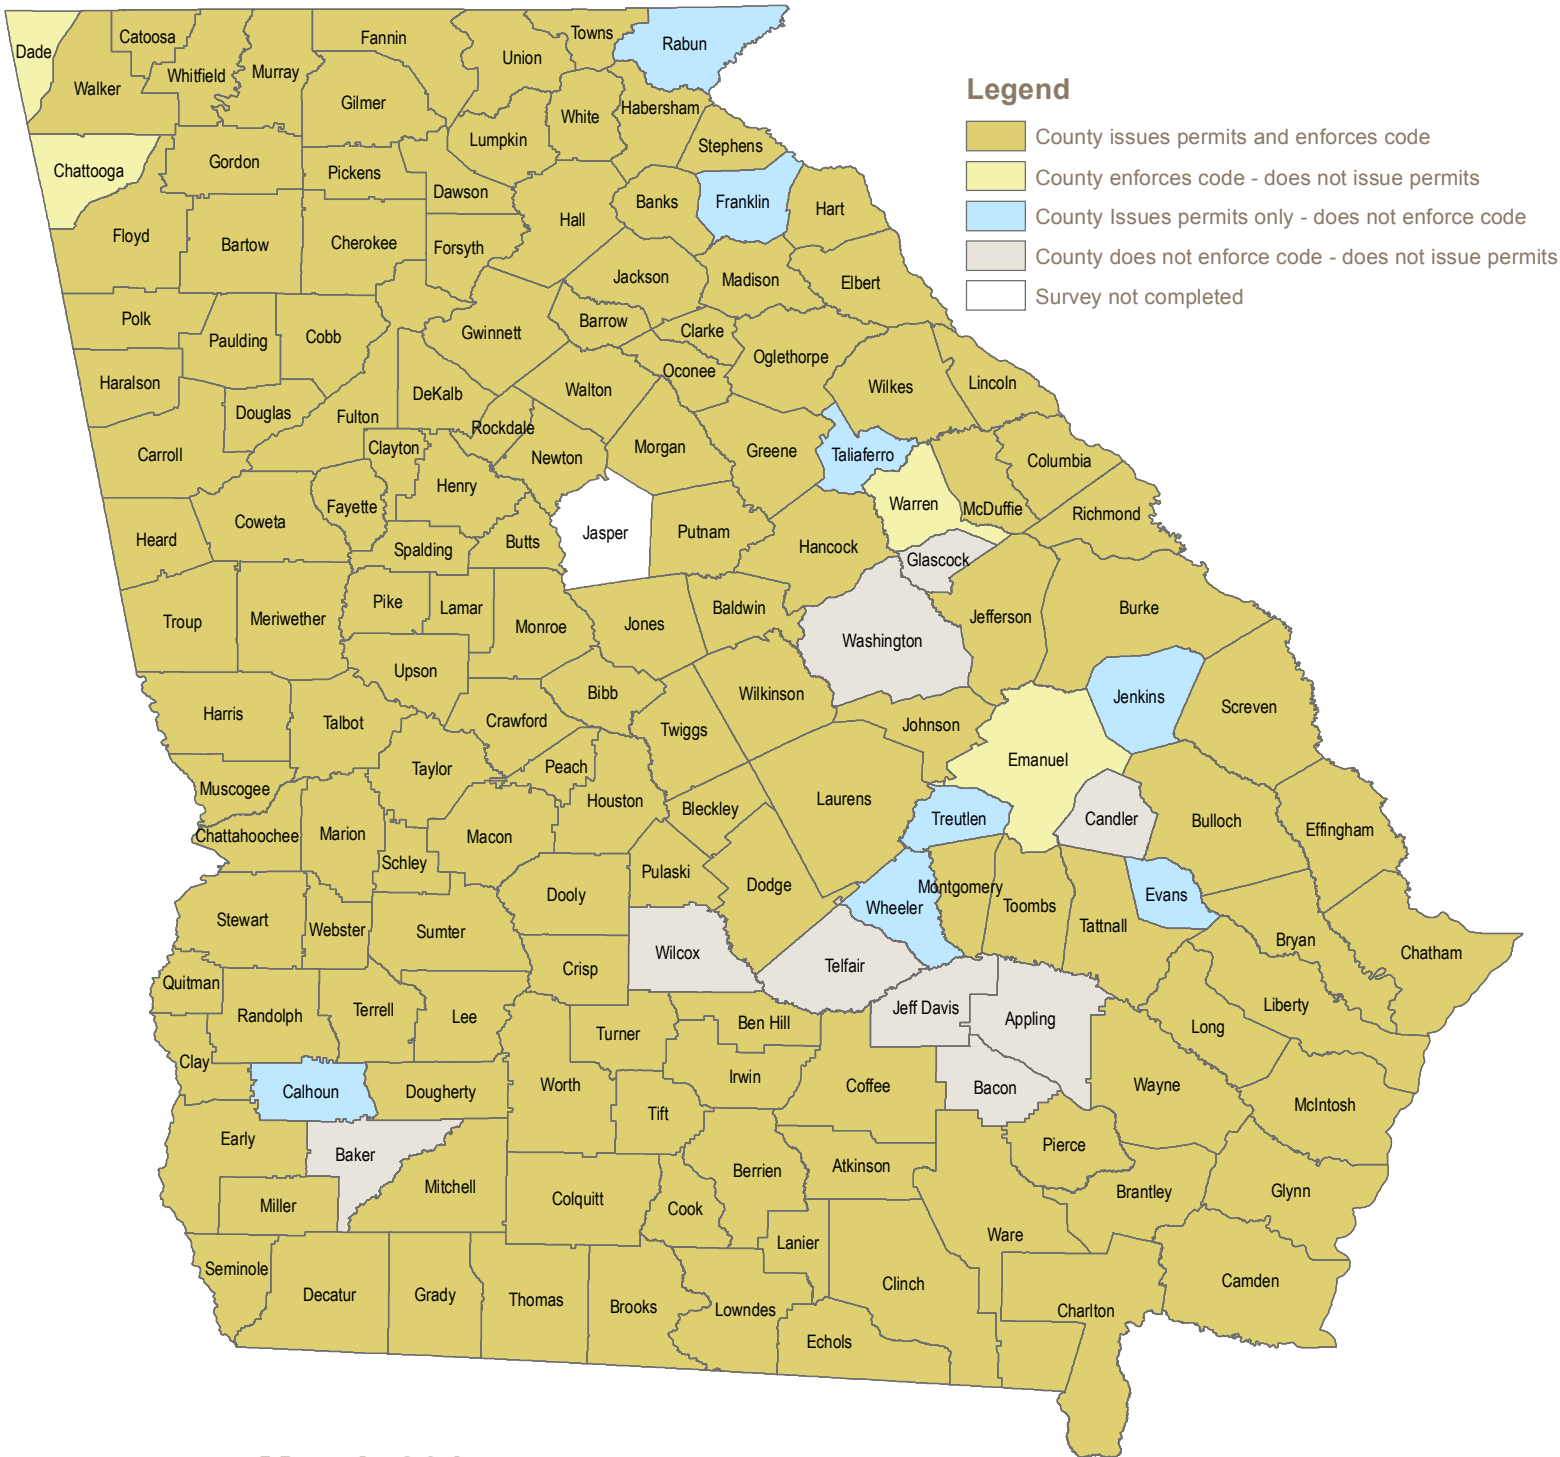 Dade
Catoosa
Fannin
Towns
Rabun
Union
Walker
Whitfield
Murray
Gilmer
White
Habersham
Lumpkin
Stephens
Legend
County issues permits and enforces code
County enforces code - does not issue permits
County Issues permits only - does not enforce code
County does not enforce code - does not issue permits
Survey not completed
Chattooga
Gordon
Pickens
Dawson
Hall
Banks
Franklin
Hart
Floyd
Bartow
Cherokee
Forsyth
Jackson
Madison
Elbert
Polk
Paulding
Cobb
Gwinnett
Barrow
Clarke
Oconee
Oglethorpe
Wilkes
Lincoln
Haralson
Douglas
Fulton
DeKalb
Rockdale
Walton
Carroll
Clayton
Henry
Newton
Morgan
Greene
Taliaferro
Columbia
Heard
Coweta
Fayette
Spalding
Butts
Jasper
Putnam
Hancock
Warren
McDuffie
Richmond
Glascock
Troup
Meriwether
Pike
Lamar
Monroe
Jones
Baldwin
Washington
Jefferson
Burke
Upson
Bibb
Wilkinson
Jenkins
Screven
Harris
Talbot
Crawford
Twiggs
Johnson
Emanuel
Muscogee
Taylor
Peach
Houston
Bleckley
Laurens
Treutlen
Candler
Bulloch
Effingham
Chattahoochee
Marion
Schley
Macon
Pulaski
Dodge
Wheeler
Montgomery
Toombs
Evans
Tattnall
Stewart
Webster
Sumter
Dooly
Crisp
Wilcox
Telfair
Bryan
Chatham
Quitman
Randolph
Terrell
Lee
Turner
Ben Hill
Jeff Davis
Appling
Long
Liberty
Clay
Calhoun
Dougherty
Worth
Tift
Irwin
Coffee
Bacon
Wayne
McIntosh
Early
Baker
Mitchell
Miller
Colquitt
Cook
Berrien
Atkinson
Pierce
Brantley
Glynn
Ware
Seminole
Decatur
Grady
Thomas
Brooks
Lowndes
Lanier
Clinch
Echols
Charlton
Camden